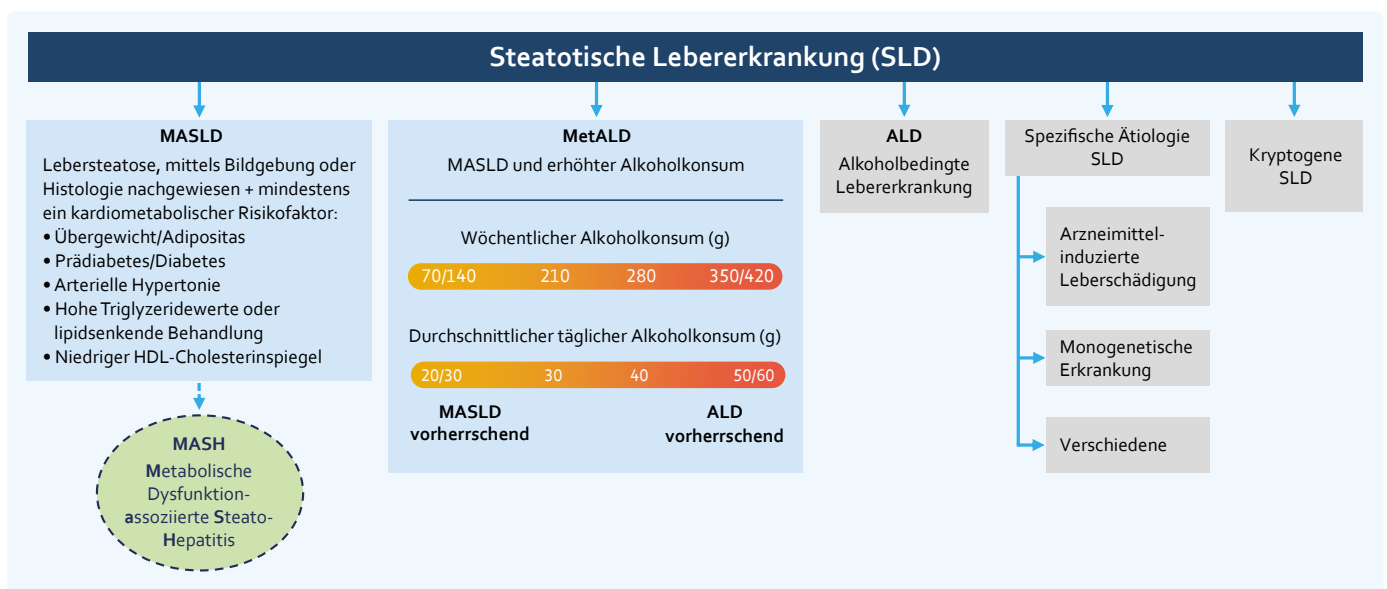 Steatotische Lebererkrankung (SLD)
MASLD
Lebersteatose, mittels Bildgebung oder
Histologie nachgewiesen + mindestens
ein kardiometabolischer Risikofaktor:
• Übergewicht/Adipositas
• Prädiabetes/Diabetes
• Arterielle Hypertonie
• Hohe Triglyzeridewerte oder
lipidsenkende Behandlung
• Niedriger HDL-Cholesterinspiegel
MASH
Metabolische
Dysfunktion-
assoziierte Steato-
Hepatitis
MetALD
MASLD und erhöhter Alkoholkonsum
Wöchentlicher Alkoholkonsum (g)
70/140 210 280 350/420
Durchschnittlicher täglicher Alkoholkonsum (g)
20/30 30 40 50/60
MASLD
vorherrschend
ALD
vorherrschend
ALD
Alkoholbedingte
Lebererkrankung
Spezifische Ätiologie
SLD
Arzneimittel-
induzierte
Leberschädigung
Monogenetische
Erkrankung
Verschiedene
Kryptogene
SLD